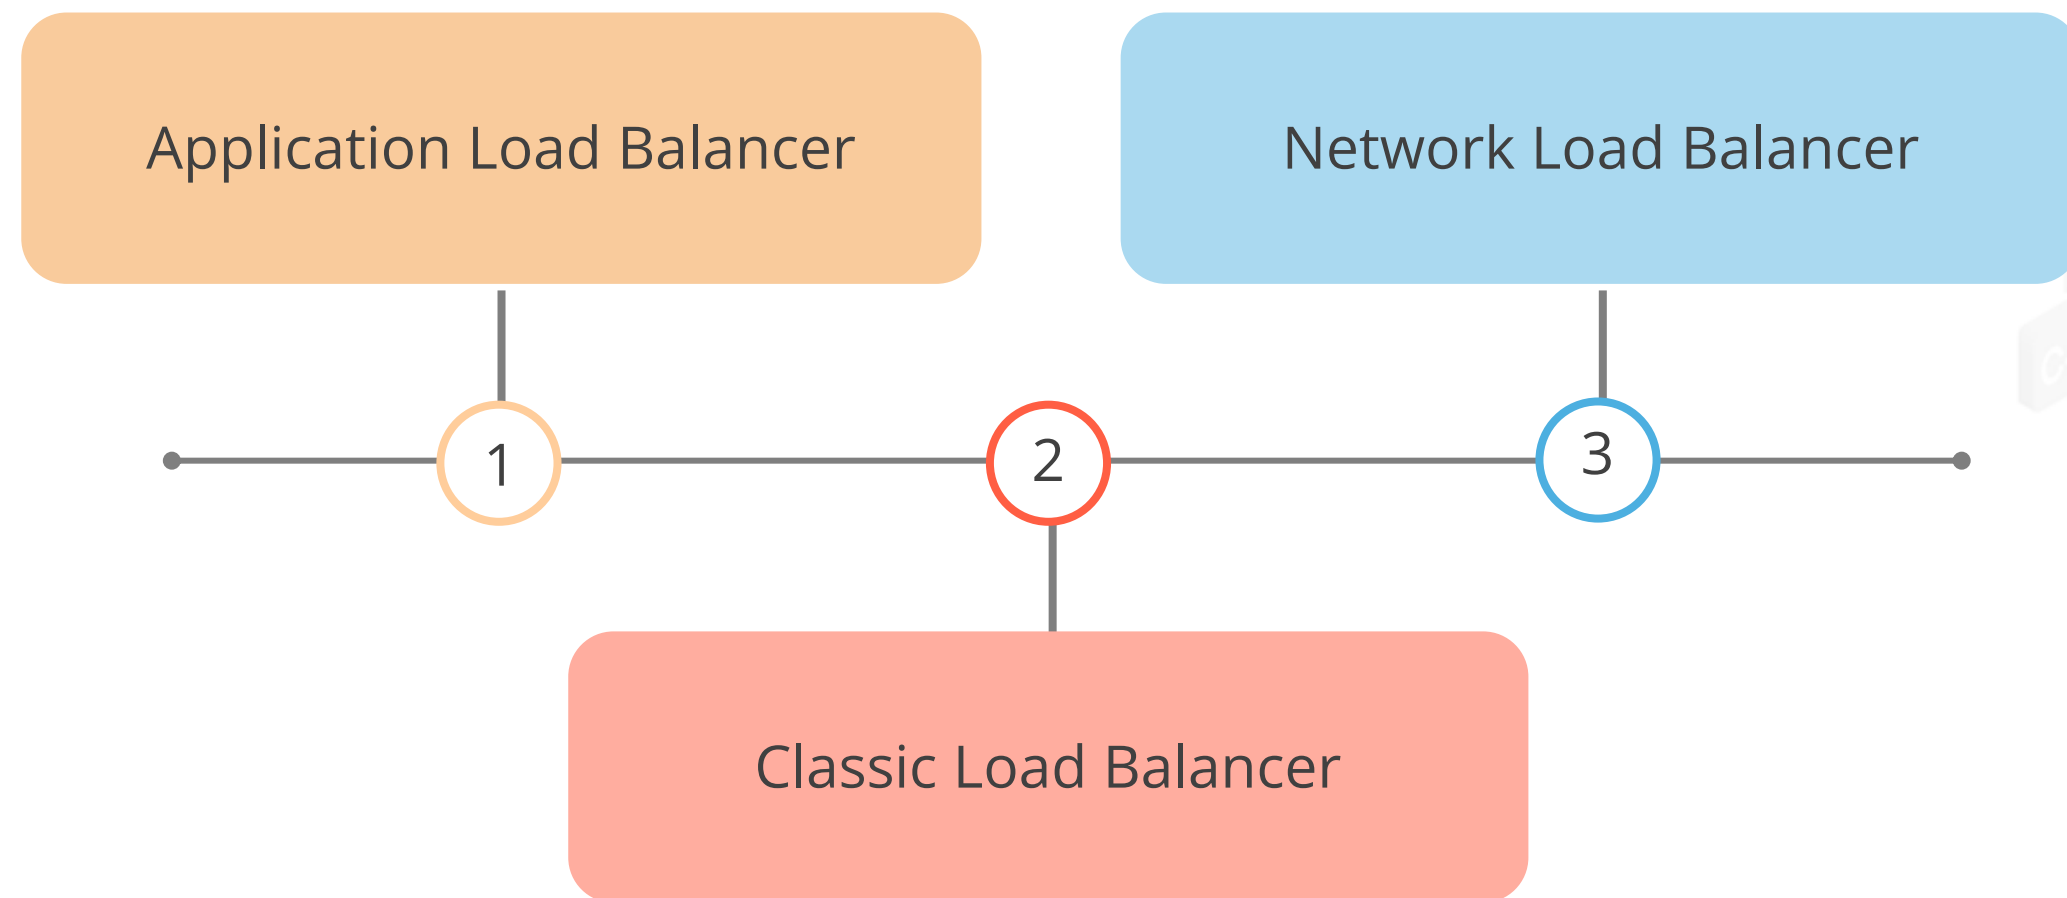 Application Load Balancer
Network Load Balancer
1
2
3
Classic Load Balancer